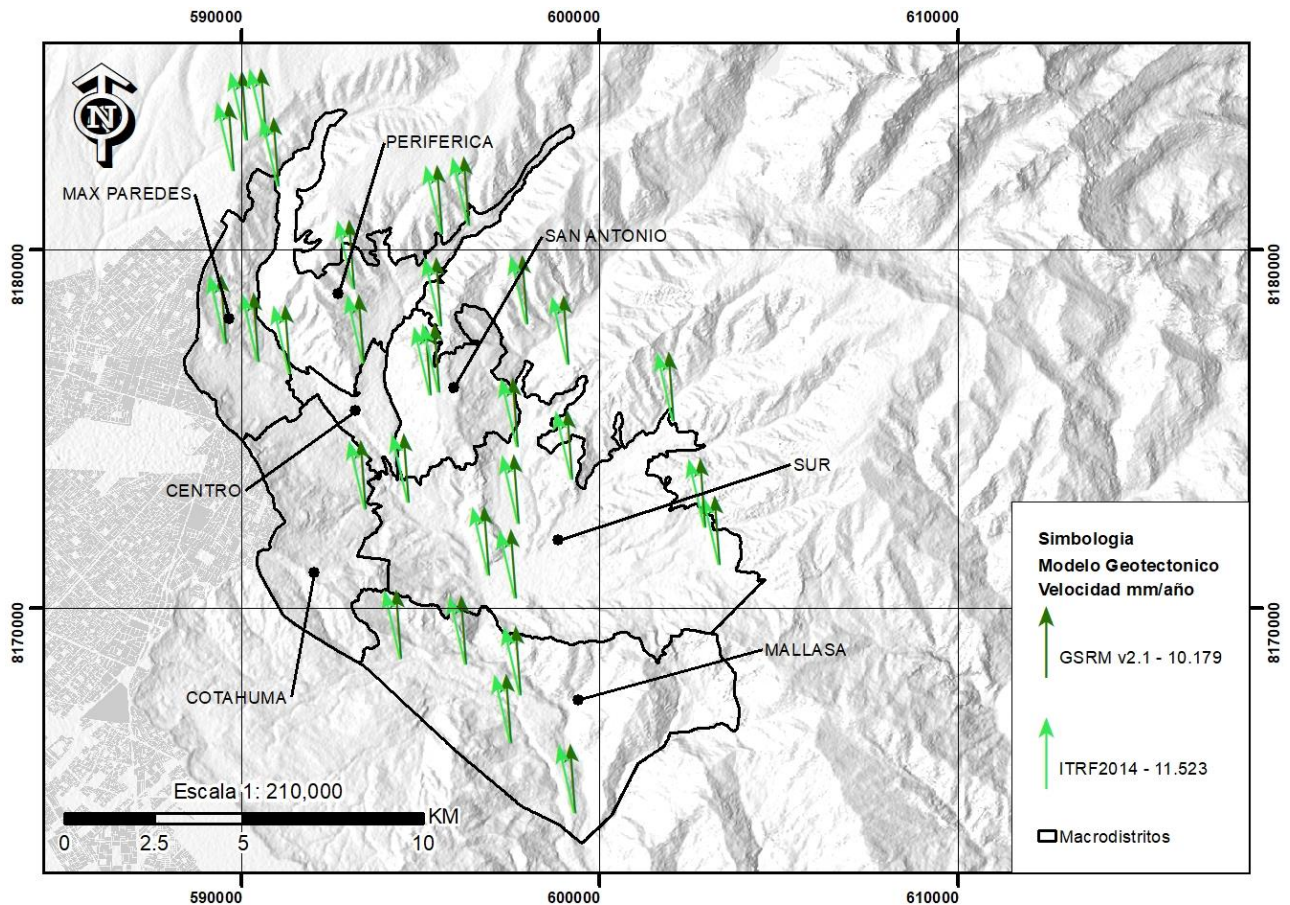 590000
600000
610000
N
PERIFERICA
MAX PAREDES
SAN ANTONIO
8180000
8180000
SUR
CENTRO
Simbologia
Modelo Geotectonico
Velocidad mm/año
8170000
8170000
GSRM v2.1 - 10.179
MALLASA
COTAHUMA
ITRF2014 - 11.523
Escala 1: 210,000
KM
0 2.5 5 10
Macrodistritos
590000
600000
610000